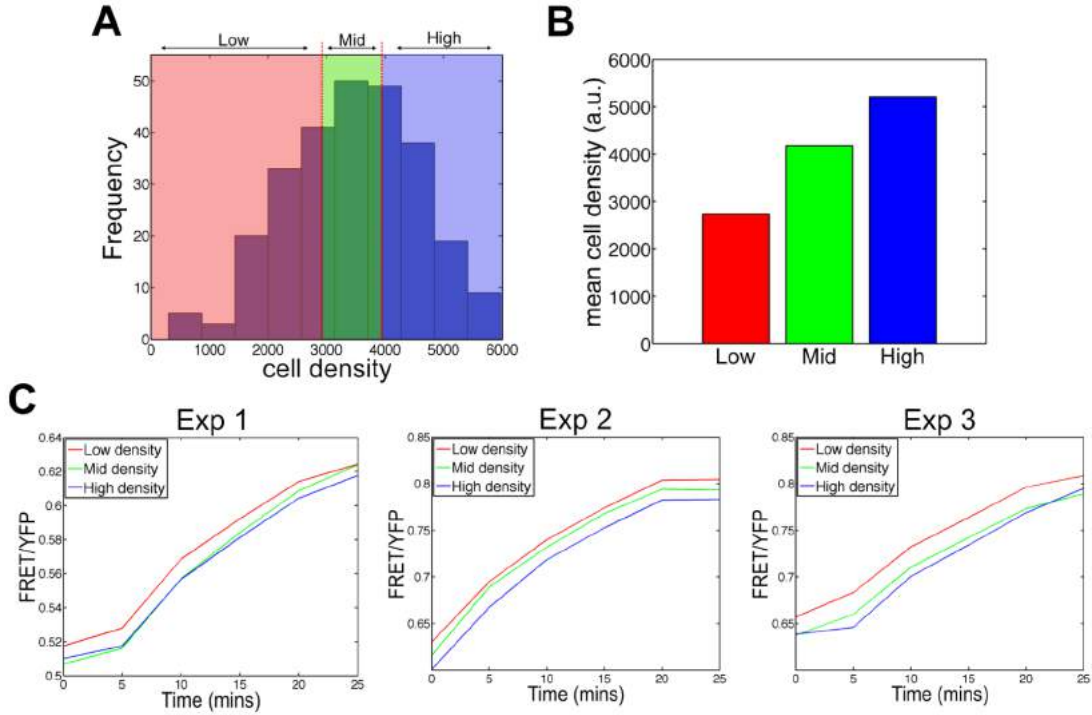 A
Low
Mid
High
Frequency
50
40
30
20
10
0
0
1000
2000
3000
4000
5000
6000
cell density
B
mean cell density (a.u.)
6000
5000
4000
3000
2000
1000
0
Low
Mid
High
C
Exp 1
Low density
Mid density
High density
FRET/YFP
0.64
0.62
0.6
0.58
0.56
0.54
0.52
0.5
0
5
10
15
20
25
Time (mins)
Exp 2
Low density
Mid density
High density
FRET/YFP
0.85
0.8
0.75
0.7
0.65
0
5
10
15
20
25
Time (mins)
Exp 3
Low density
Mid density
High density
FRET/YFP
0.85
0.8
0.75
0.7
0.65
0
5
10
15
20
25
Time (mins)